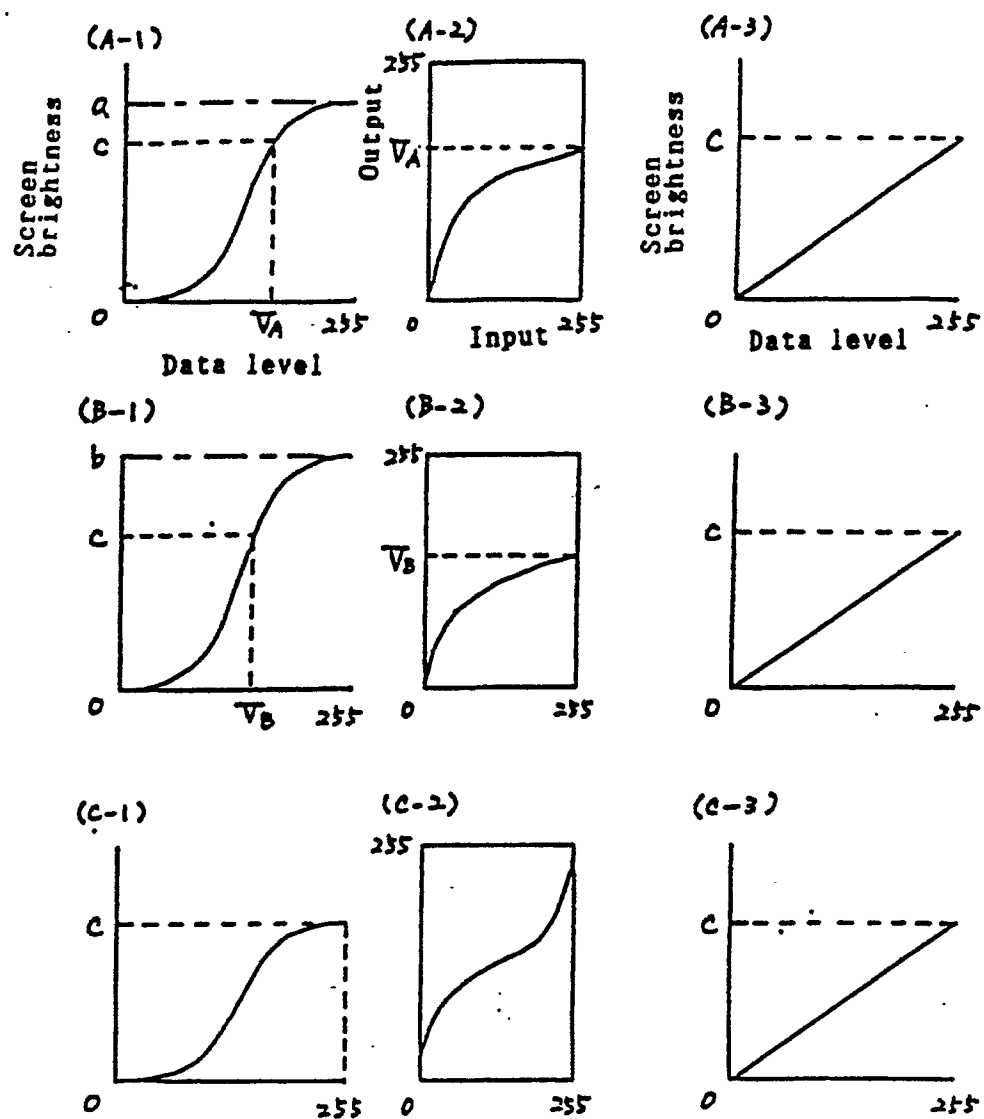 (A-1)
(A-2)
(A-3)
Screen brightness
a
c
0
V̅A
255
Data level
Output
255
V̅A
0
255
Input
Screen brightness
c
0
255
Data level
(B-1)
(B-2)
(B-3)
b
c
0
V̅B
255
255
V̅B
0
255
c
0
255
(C-1)
(C-2)
(C-3)
c
0
255
255
0
255
c
0
255